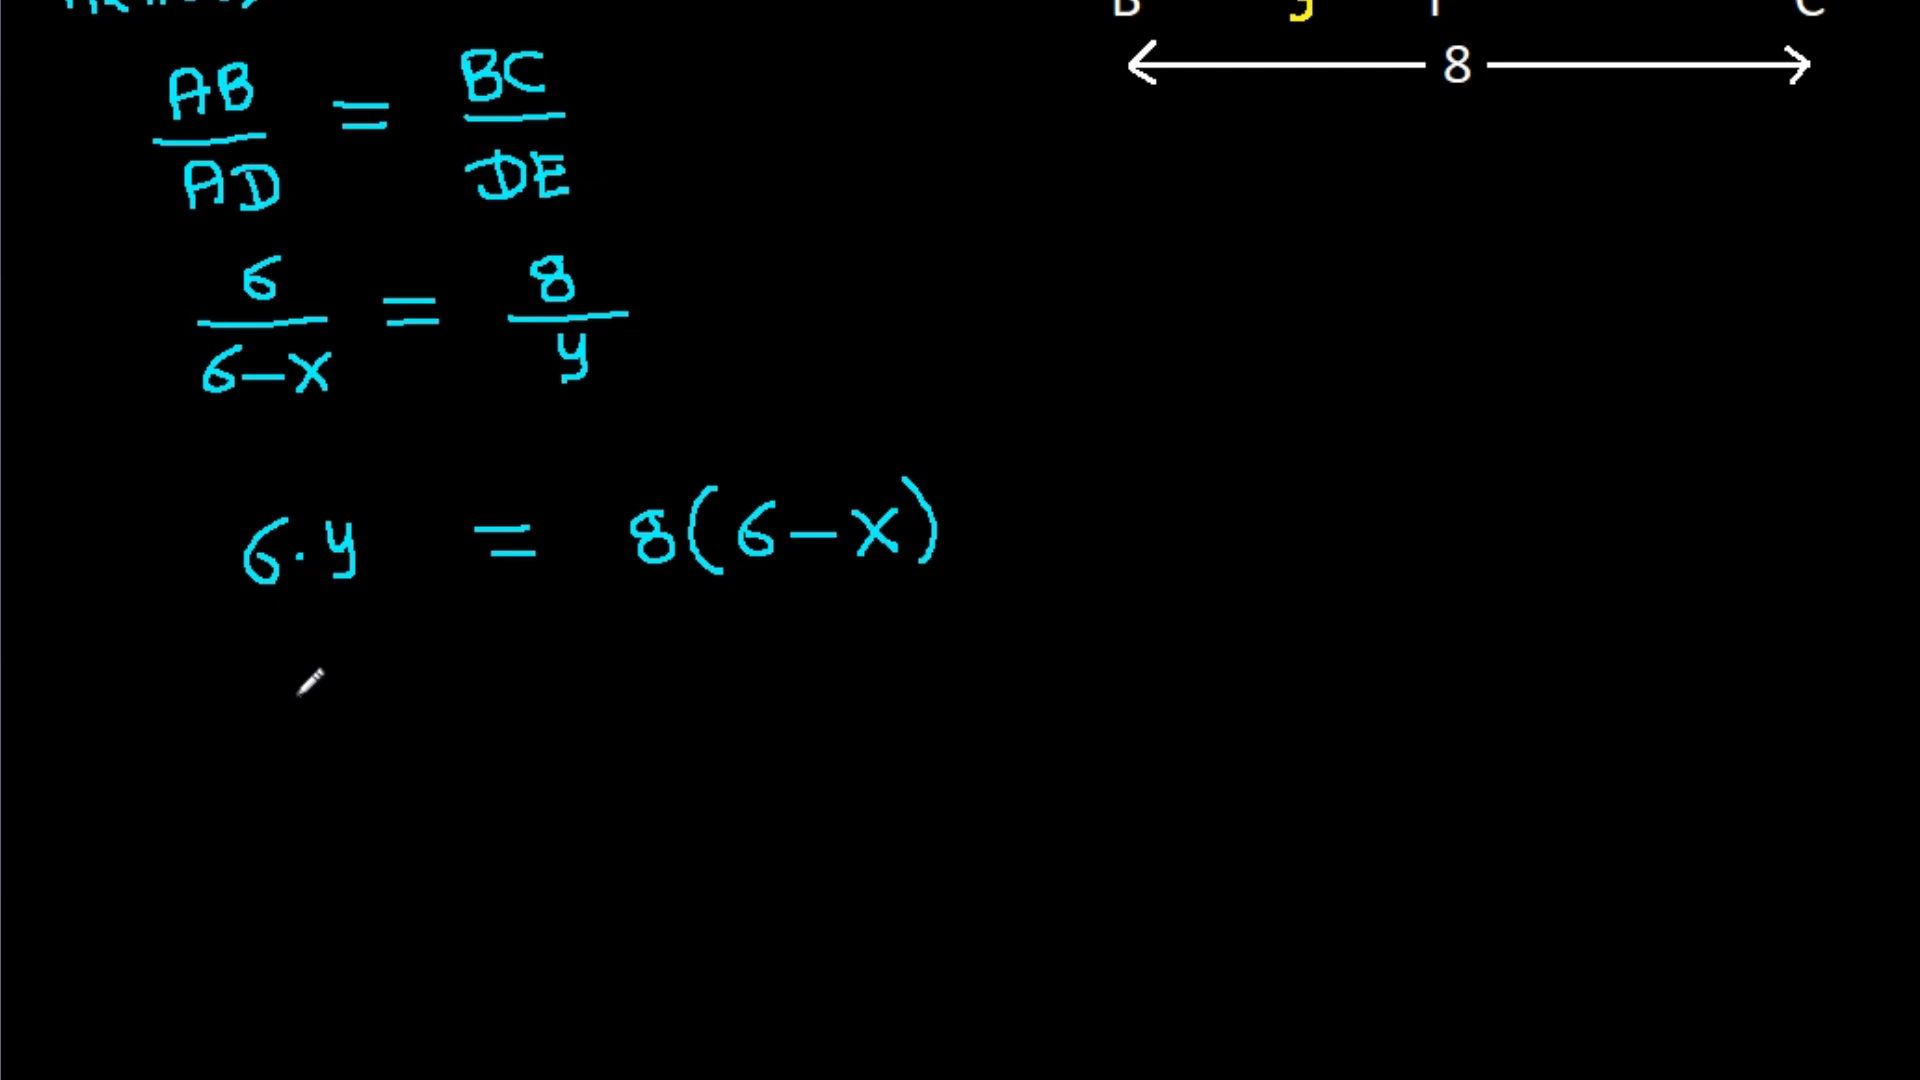 B y F C
8
AB/AD = BC/DE
6/6-x = 8/y
6·y = 8(6-x)